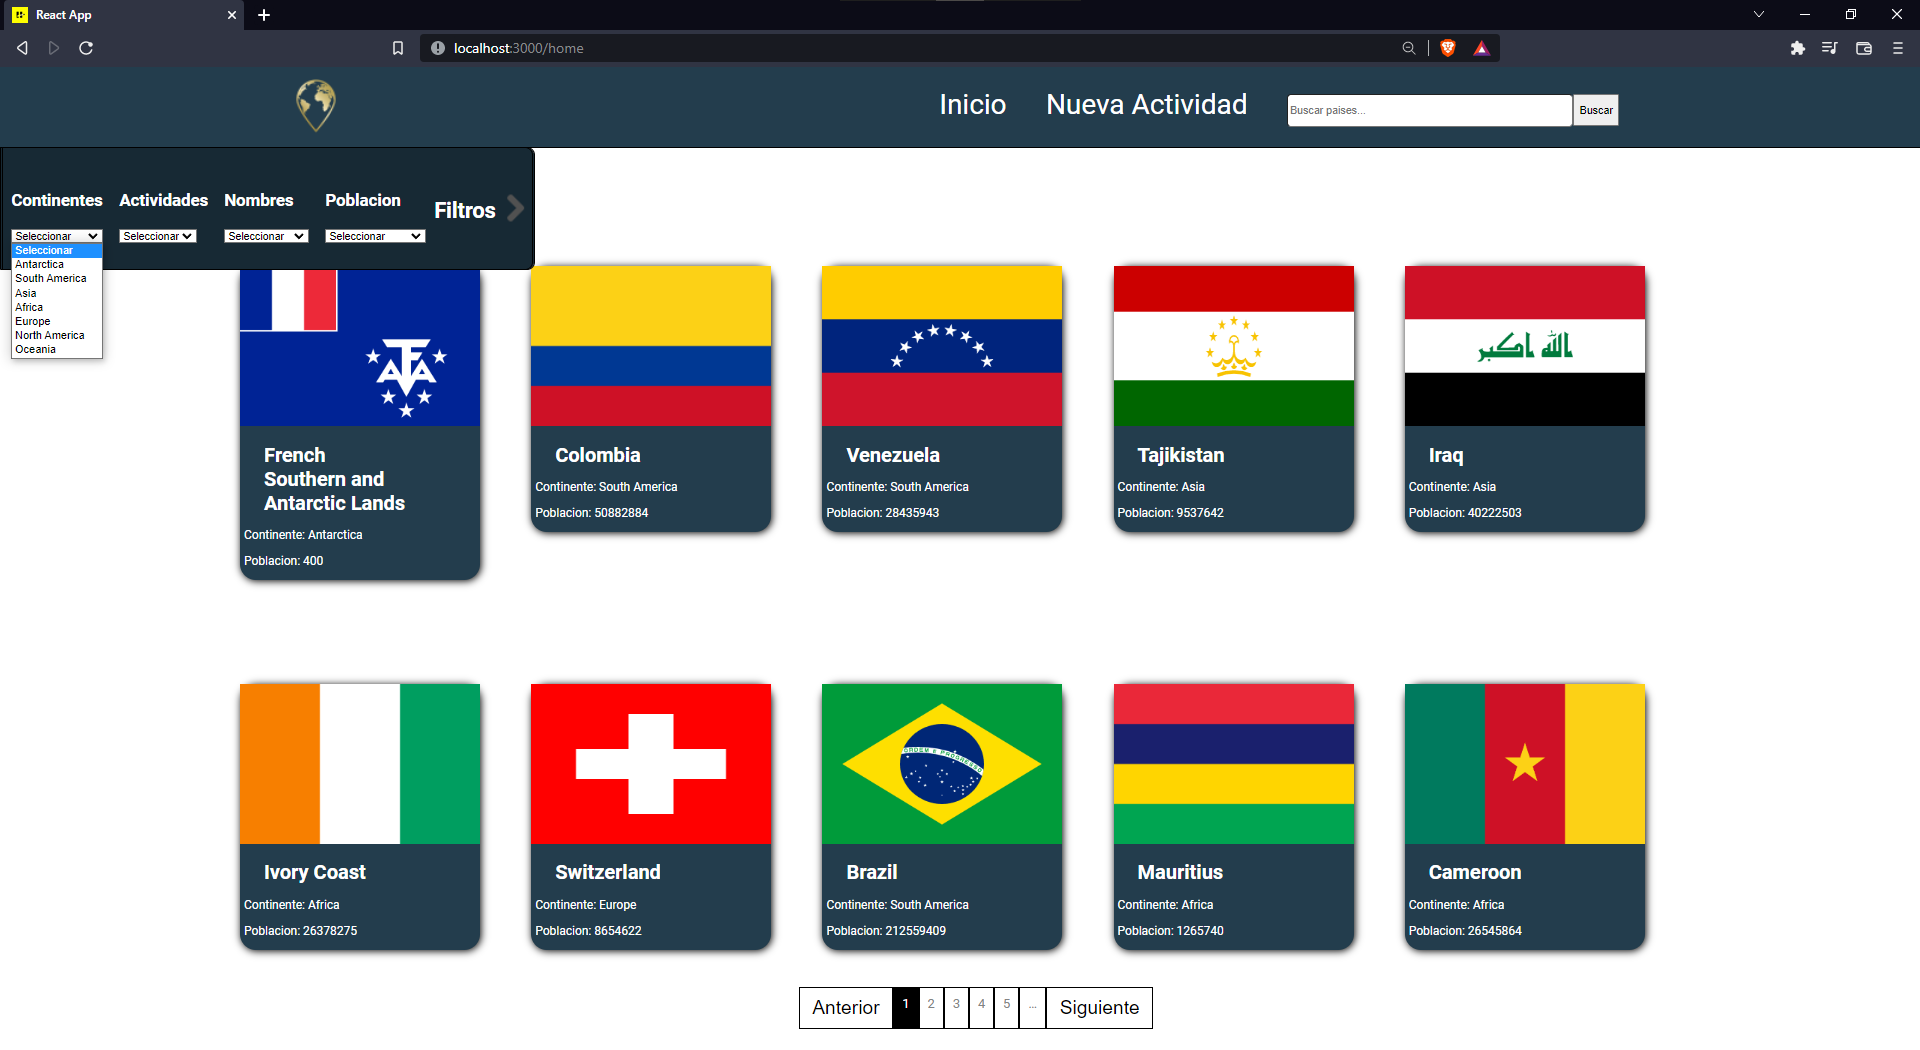 React App
localhost:3000/home
Inicio
Nueva Actividad
Buscar paises...
Buscar
Continentes
Actividades
Nombres
Poblacion
Filtros
Seleccionar
Seleccionar
Seleccionar
Seleccionar
Seleccionar
Antarctica
South America
Asia
Africa
Europe
North America
Oceania
French
Southern and
Antarctic Lands
Continente: Antarctica
Poblacion: 400
Colombia
Continente: South America
Poblacion: 50882884
Venezuela
Continente: South America
Poblacion: 28435943
Tajikistan
Continente: Asia
Poblacion: 9537642
الله اكبر
Iraq
Continente: Asia
Poblacion: 40222503
Ivory Coast
Continente: Africa
Poblacion: 26378275
Switzerland
Continente: Europe
Poblacion: 8654622
ORDEM E PROGRESSO
Brazil
Continente: South America
Poblacion: 212559409
Mauritius
Continente: Africa
Poblacion: 1265740
Cameroon
Continente: Africa
Poblacion: 26545864
Anterior 1 2 3 4 5 ... Siguiente